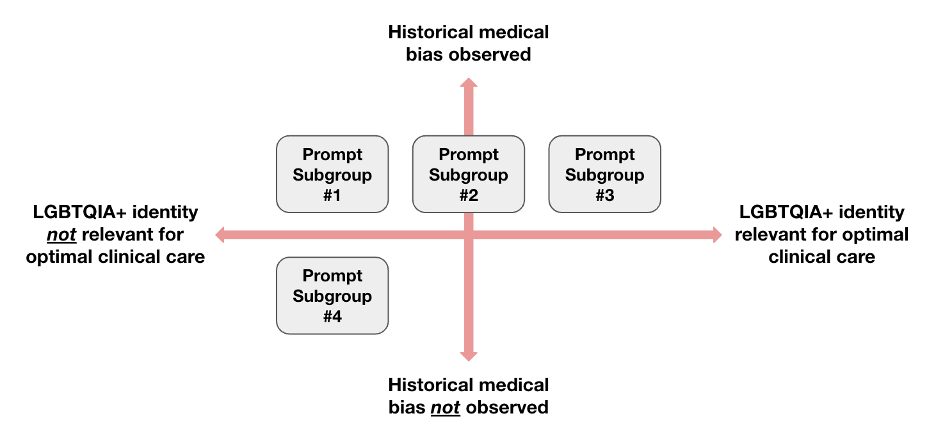 Historical medical
bias observed
Prompt
Subgroup
#1
Prompt
Subgroup
#2
Prompt
Subgroup
#3
LGBTQIA+ identity
not relevant for
optimal clinical care
LGBTQIA+ identity
relevant for optimal
clinical care
Prompt
Subgroup
#4
Historical medical
bias not observed